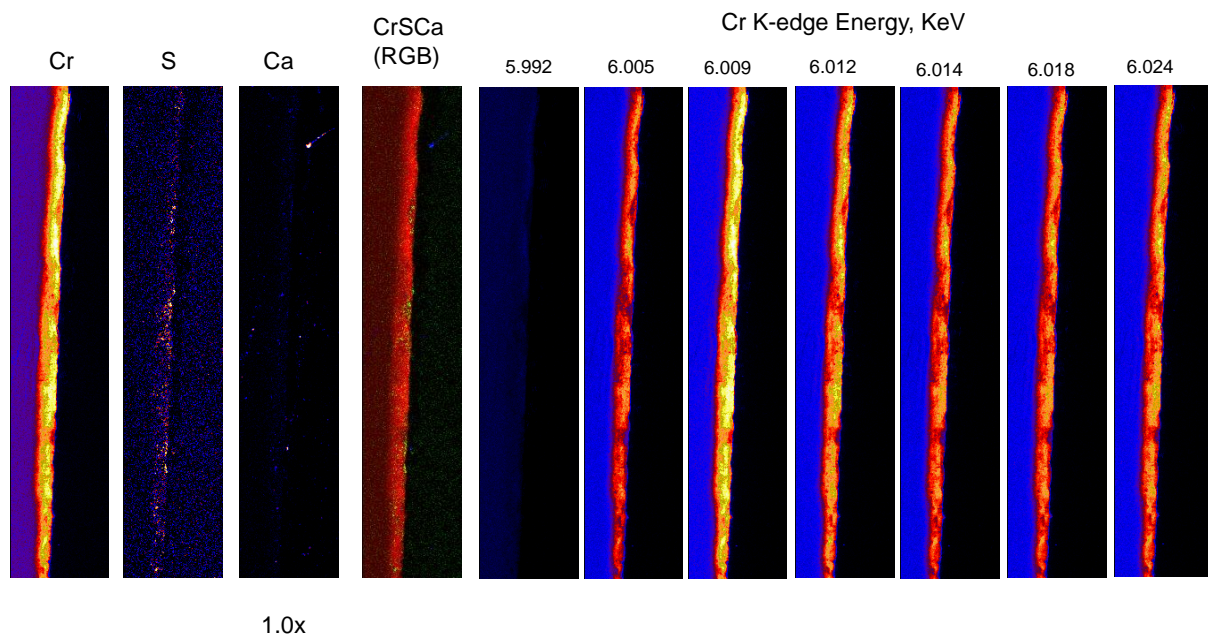 Cr
S
Ca
CrSCa
(RGB)
Cr K-edge Energy, KeV
5.992
6.005
6.009
6.012
6.014
6.018
6.024
1.0x